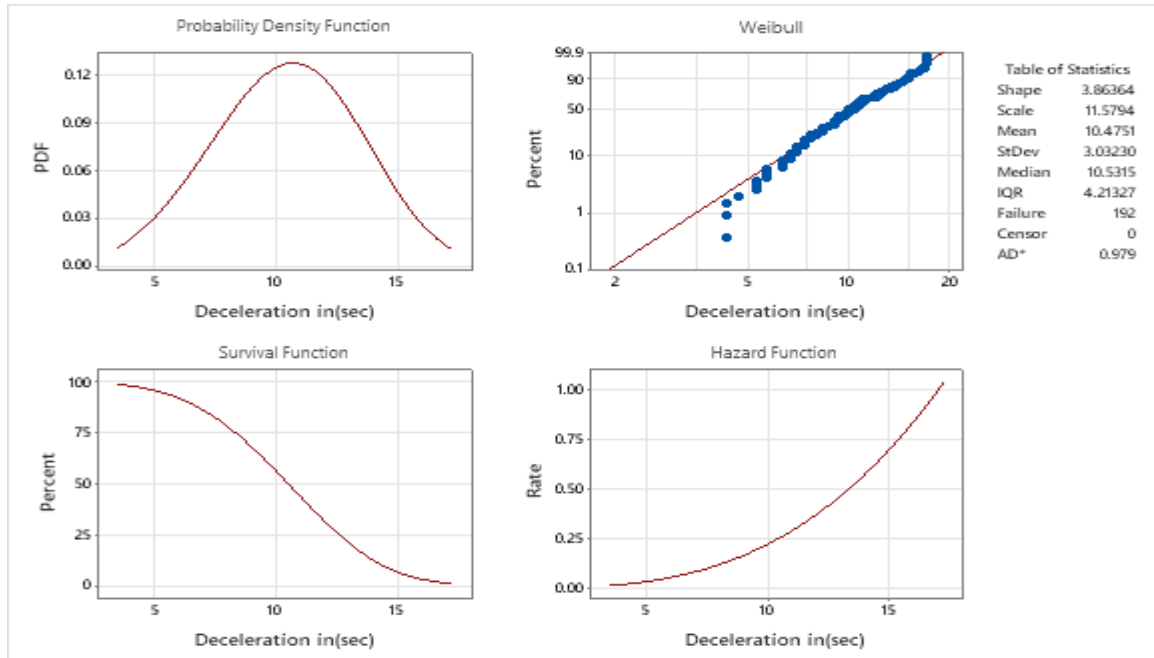 Probability Density Function
0.12
0.09
0.06
0.03
0.00
PDF
5 10 15
Deceleration in(sec)
Weibull
99.9
90
50
10
1
0.1
Percent
2 5 10 20
Deceleration in(sec)
Table of Statistics
Shape 3.86364
Scale 11.5794
Mean 10.4751
StDev 3.03230
Median 10.5315
IQR 4.21327
Failure 192
Censor 0
AD* 0.979
Survival Function
100
75
50
25
0
Percent
5 10 15
Deceleration in(sec)
Hazard Function
1.00
0.75
0.50
0.25
0.00
Rate
5 10 15
Deceleration in(sec)